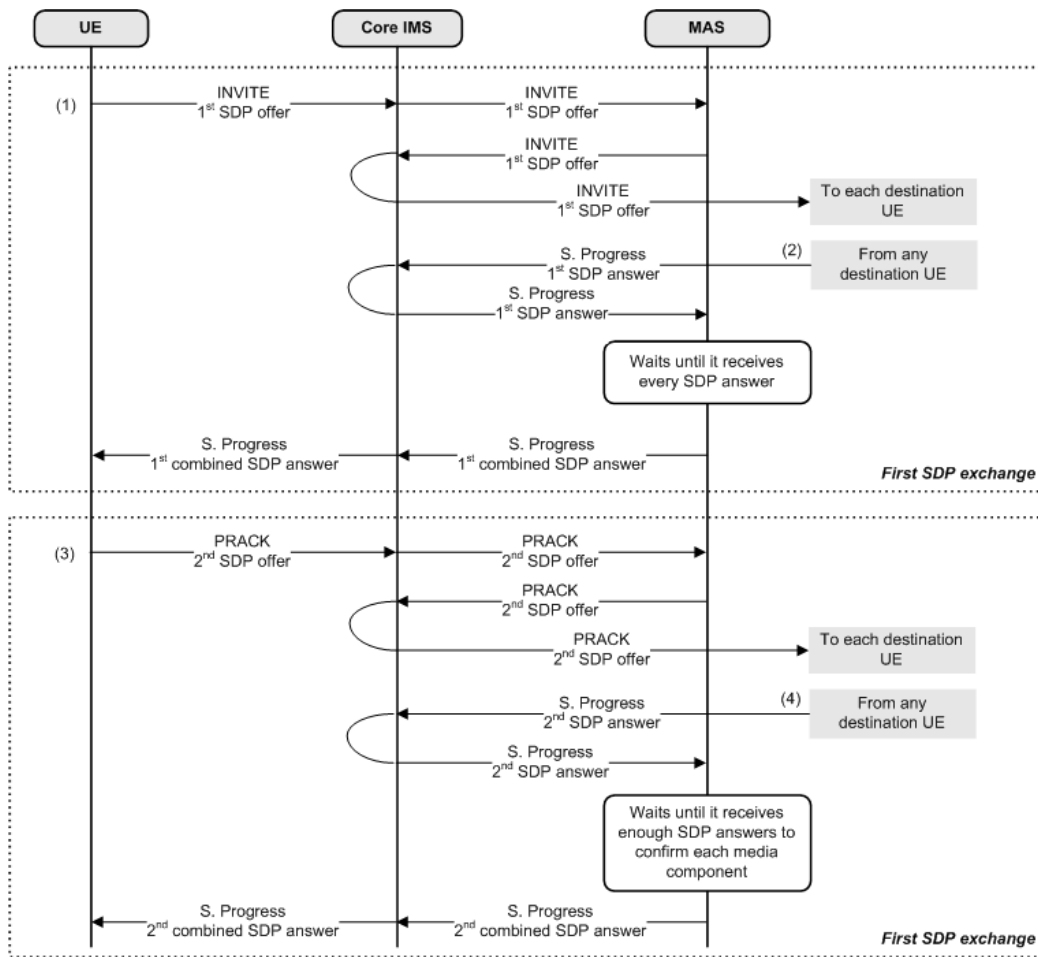 UE
Core IMS
MAS
(1)
INVITE
1st SDP offer
INVITE
1st SDP offer
INVITE
1st SDP offer
INVITE
1st SDP offer
To each destination
UE
S. Progress
1st SDP answer
(2)
From any
destination UE
S. Progress
1st SDP answer
Waits until it receives
every SDP answer
S. Progress
1st combined SDP answer
S. Progress
1st combined SDP answer
First SDP exchange
(3)
PRACK
2nd SDP offer
PRACK
2nd SDP offer
PRACK
2nd SDP offer
PRACK
2nd SDP offer
To each destination
UE
S. Progress
2nd SDP answer
(4)
From any
destination UE
S. Progress
2nd SDP answer
Waits until it receives
enough SDP answers to
confirm each media
component
S. Progress
2nd combined SDP answer
S. Progress
2nd combined SDP answer
First SDP exchange